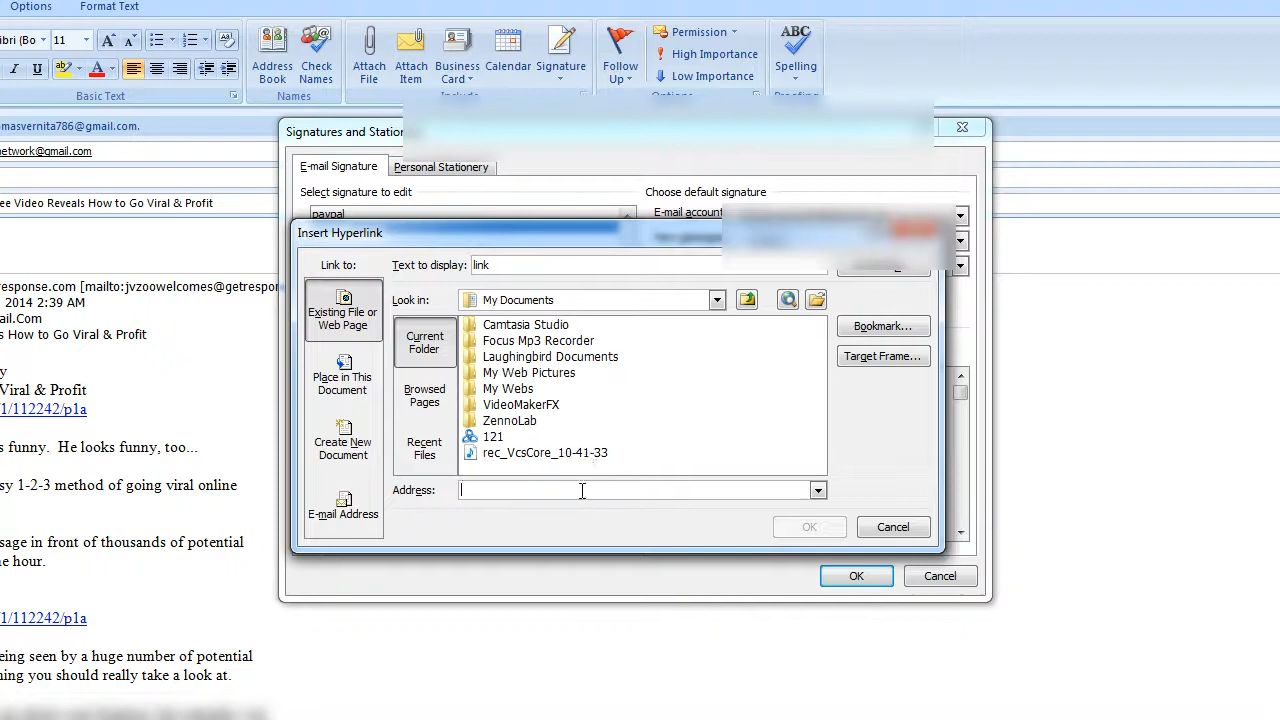 Options Format Text
ibri (Bo 11
Address Book
Check Names
Attach File
Attach Item
Business Card
Calendar
Signature
Follow Up
Permission
High Importance
Low Importance
ABC
Spelling
Basic Text
Names
Include
Options
Proofing
masvernita786@gmail.com.
network@gmail.com
ee Video Reveals How to Go Viral & Profit
Signatures and Station
E-mail Signature Personal Stationery
Select signature to edit
Choose default signature
paypal
E-mail account
Insert Hyperlink
Link to:
Text to display: link
Existing File or Web Page
Place in This Document
Create New Document
E-mail Address
Look in: My Documents
Current Folder
Browsed Pages
Recent Files
Camtasia Studio
Focus Mp3 Recorder
Laughingbird Documents
My Web Pictures
My Webs
VideoMakerFX
ZennoLab
121
rec_VcsCore_10-41-33
Bookmark...
Target Frame...
Address:
OK Cancel
OK Cancel
response.com [mailto:jvzoowelcomes@getrespon
2014 2:39 AM
ail.Com
s How to Go Viral & Profit
y
Viral & Profit
/1/112242/p1a
s funny. He looks funny, too...
sy 1-2-3 method of going viral online
sage in front of thousands of potential
e hour.
/1/112242/p1a
eing seen by a huge number of potential
hing you should really take a look at.